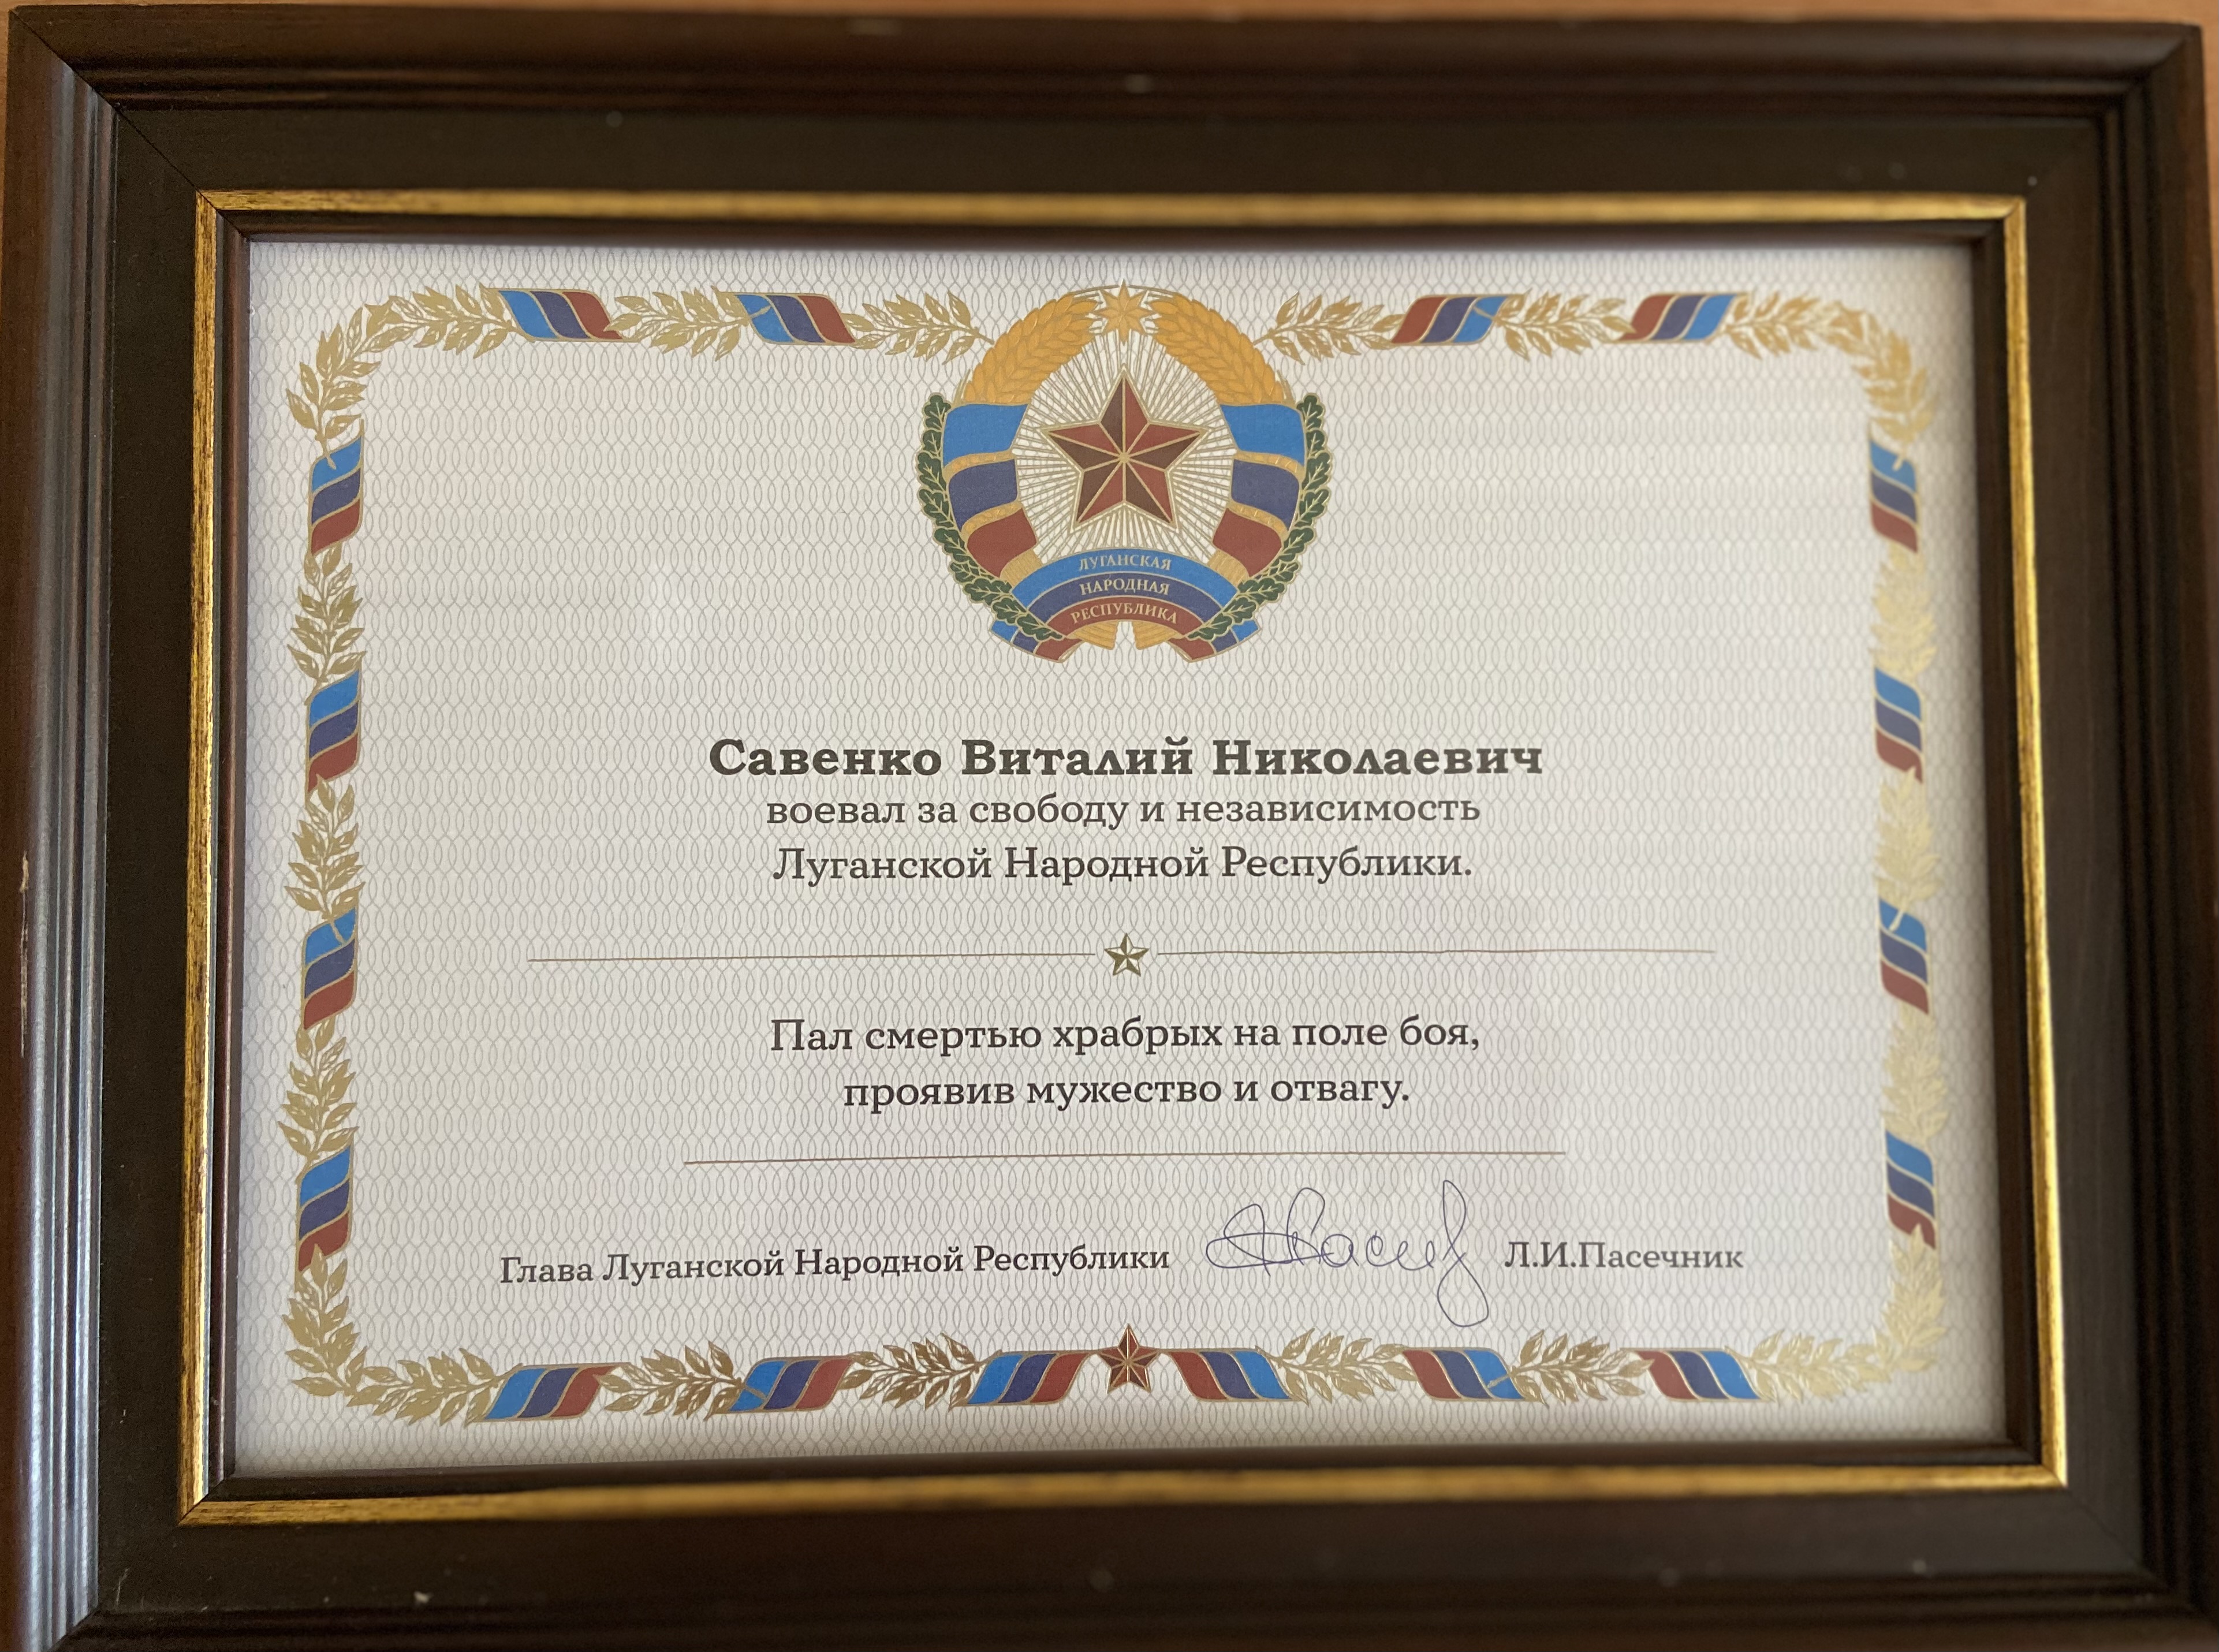 ЛУГАНСКАЯ
НАРОДНАЯ
РЕСПУБЛИКА
Савенко Виталий Николаевич
воевал за свободу и независимость
Луганской Народной Республики.
Пал смертью храбрых на поле боя,
проявив мужество и отвагу.
Глава Луганской Народной Республики Л.И.Пасечник